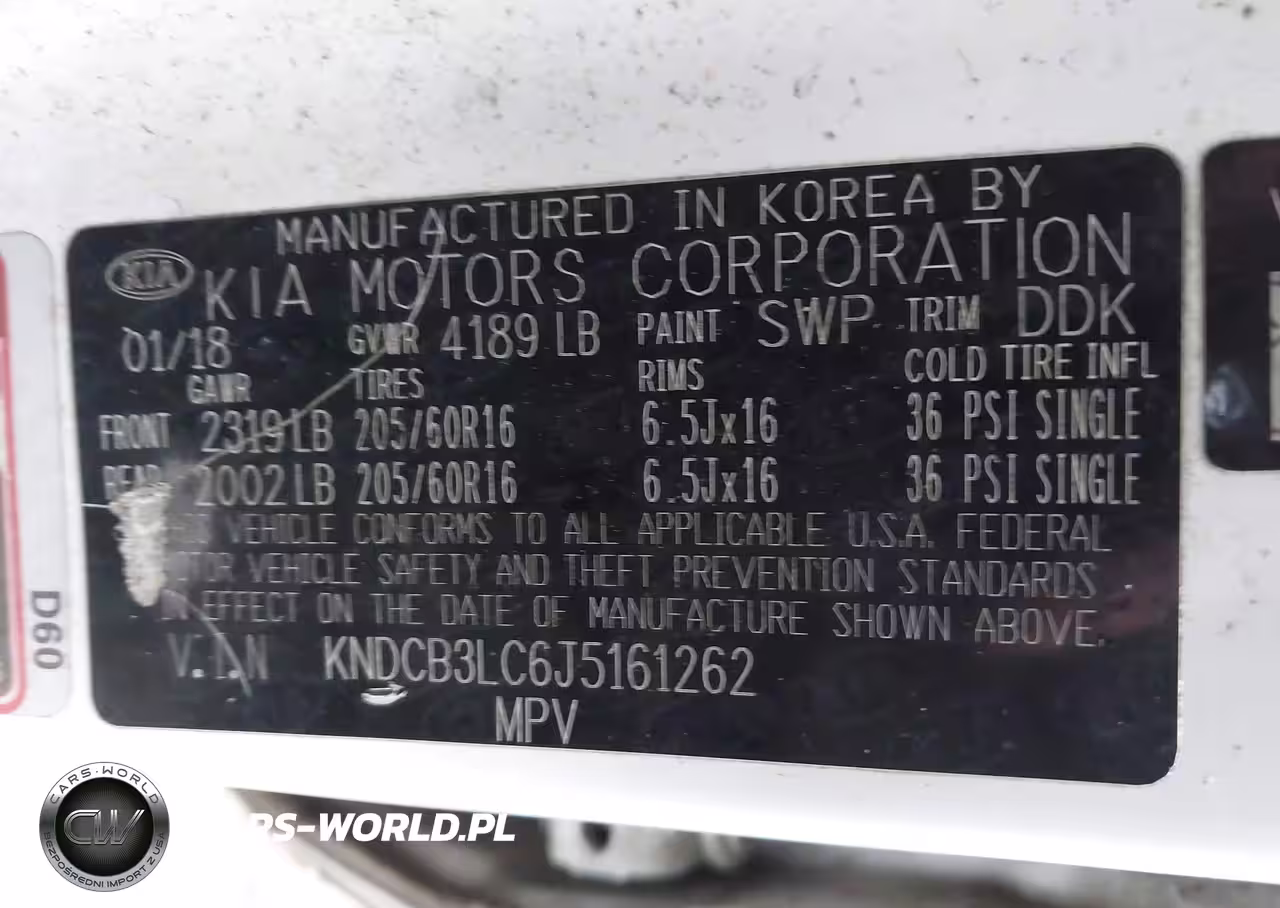 MANUFACTURED IN KOREA BY
KIA KIA MOTORS CORPORATION
01/18 GVWR 4189 LB PAINT SWP TRIM DDK
GAWR TIRES RIMS COLD TIRE INFL
FRONT 2319 LB 205/60R16 6.5Jx16 36 PSI SINGLE
REAR 2002 LB 205/60R16 6.5Jx16 36 PSI SINGLE
VEHICLE CONFORMS TO ALL APPLICABLE U.S.A. FEDERAL
VEHICLE SAFETY AND THEFT PREVENTION STANDARDS
IN EFFECT ON THE DATE OF MANUFACTURE SHOWN ABOVE.
V.I.N KNDCB3LC6J5161262
MPV
D60
CARS-WORLD
CW
BEZPOŚREDNI IMPORT Z USA
RS-WORLD.PL